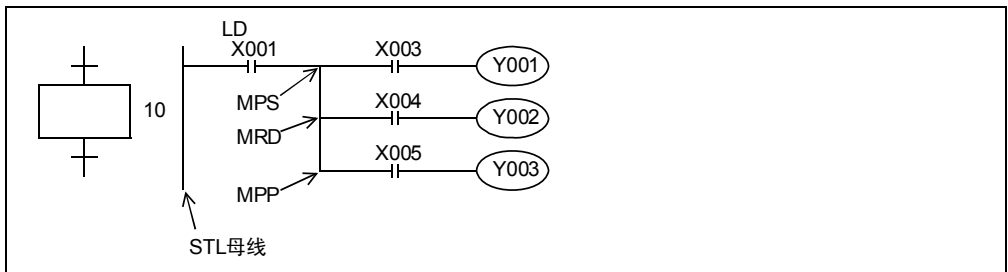 LD
X001 X003
Y001
MPS X004
10
Y002
MRD
X005
Y003
MPP
STL母线